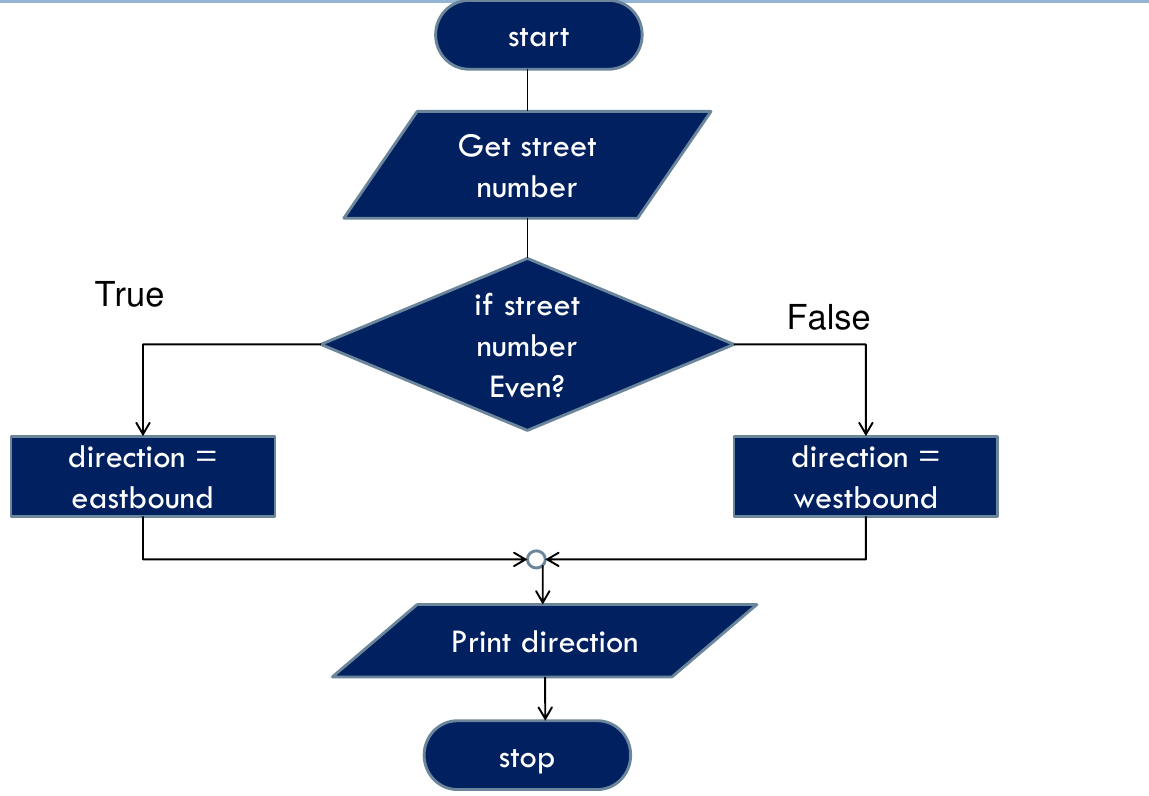 start
Get street
number
if street
number
Even?
True
False
direction =
eastbound
direction =
westbound
Print direction
stop